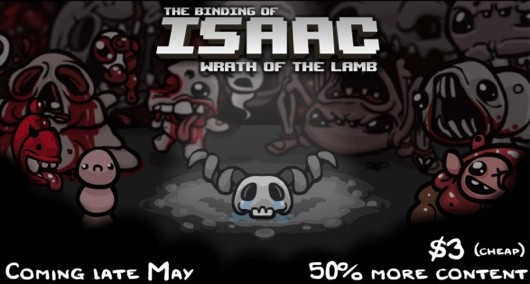 THE BINDING OF
ISAAC
WRATH OF THE LAMB
$3 (CHEAP)
COMING LATE MAY
50% MORE CONTENT